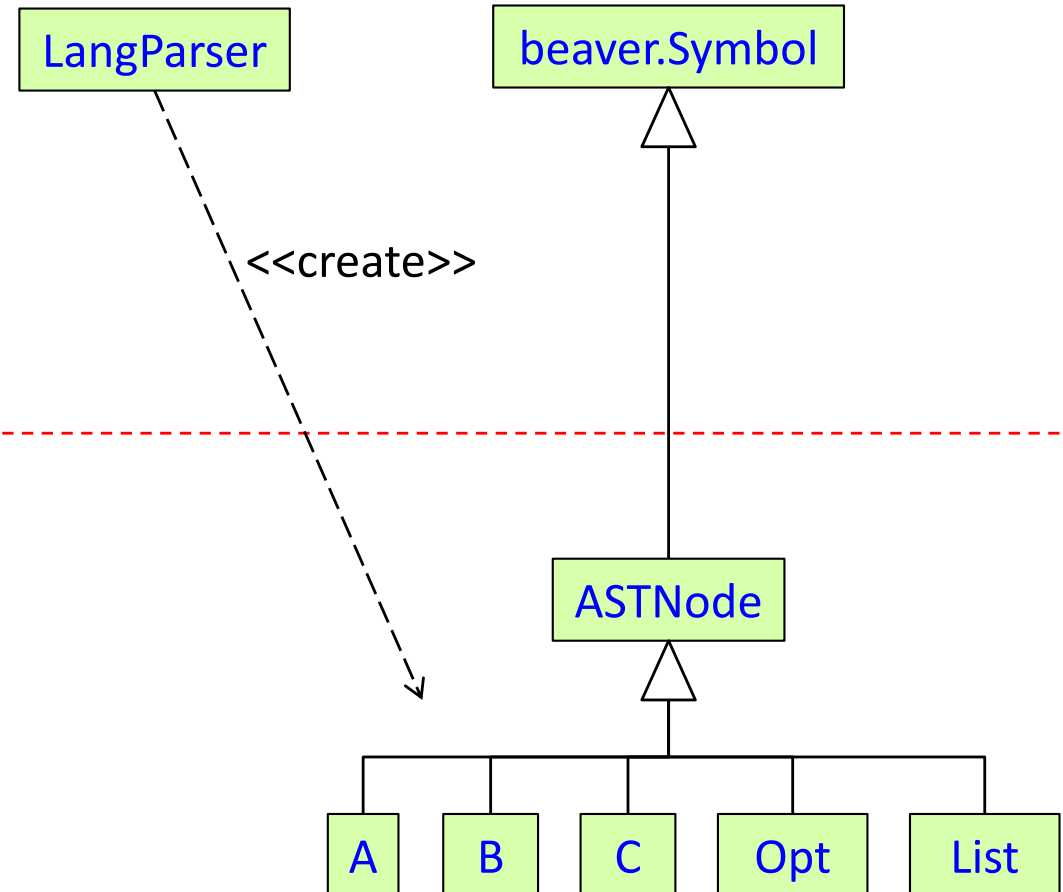 LangParser
beaver.Symbol
<<create>>
ASTNode
A
B
C
Opt
List